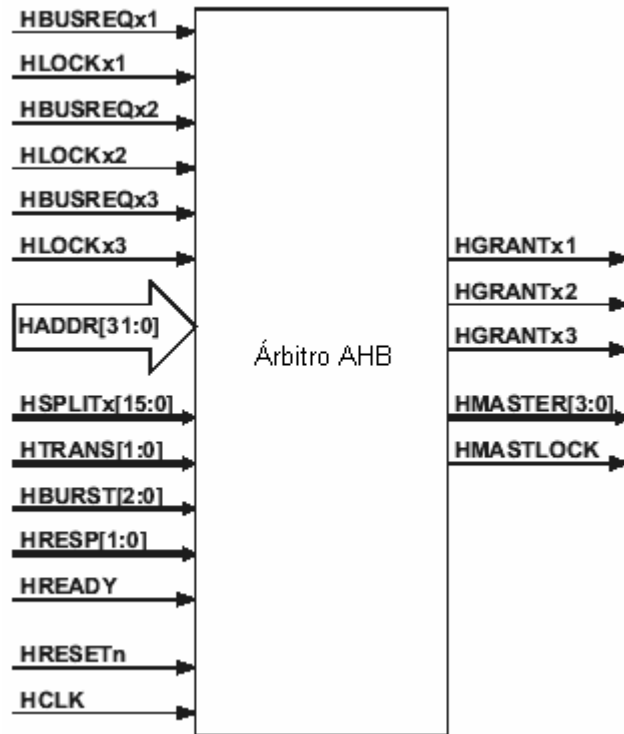 HBUSREQx1
HLOCKx1
HBUSREQx2
HLOCKx2
HBUSREQx3
HLOCKx3
HADDR[31:0]
HSPLITx[15:0]
HTRANS[1:0]
HBURST[2:0]
HRESP[1:0]
HREADY
HRESETn
HCLK
Árbitro AHB
HGRANTx1
HGRANTx2
HGRANTx3
HMASTER[3:0]
HMASTLOCK